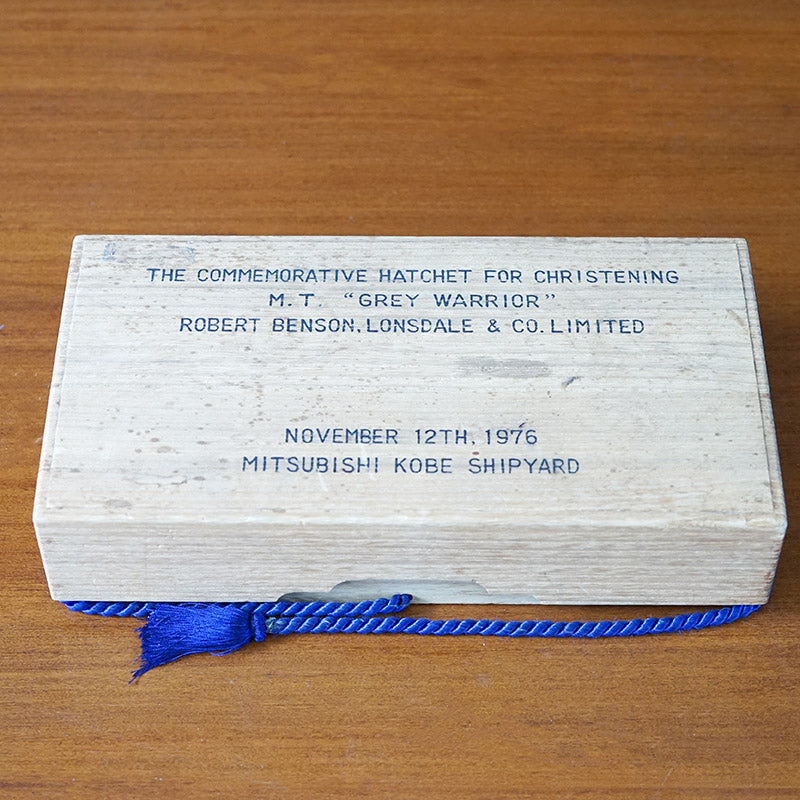 THE COMMEMORATIVE HATCHET FOR CHRISTENING
M.T. "GREY WARRIOR"
ROBERT BENSON, LONSDALE & CO. LIMITED
NOVEMBER 12TH, 1976
MITSUBISHI KOBE SHIPYARD